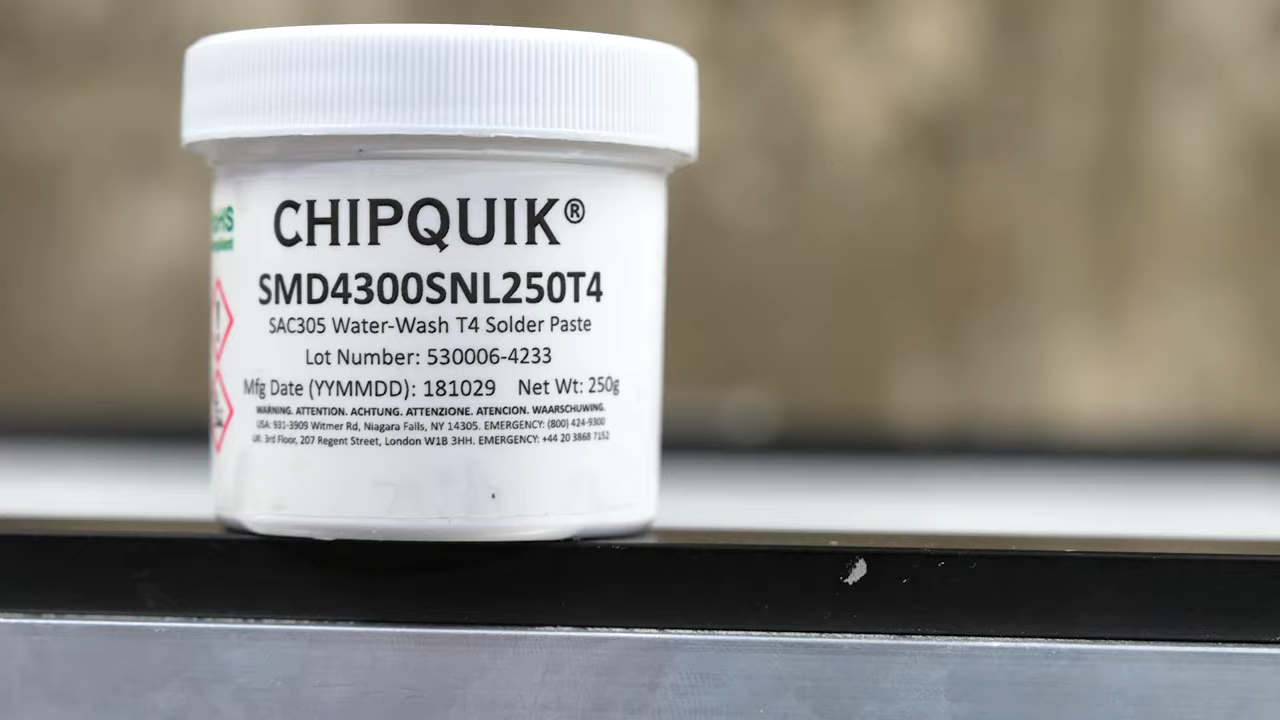 CHIPQUIK®
SMD4300SNL250T4
SAC305 Water-Wash T4 Solder Paste
Lot Number: 530006-4233
Mfg Date (YYMMDD): 181029 Net Wt: 250g
WARNING. ATTENTION. ACHTUNG. ATTENZIONE. ATENCION. WAARSCHUWING.
USA: 931-3909 Witmer Rd, Niagara Falls, NY 14305. EMERGENCY: (800) 424-9300
UK: 3rd Floor, 207 Regent Street, London W1B 3HH. EMERGENCY: +44 20 3868 7152